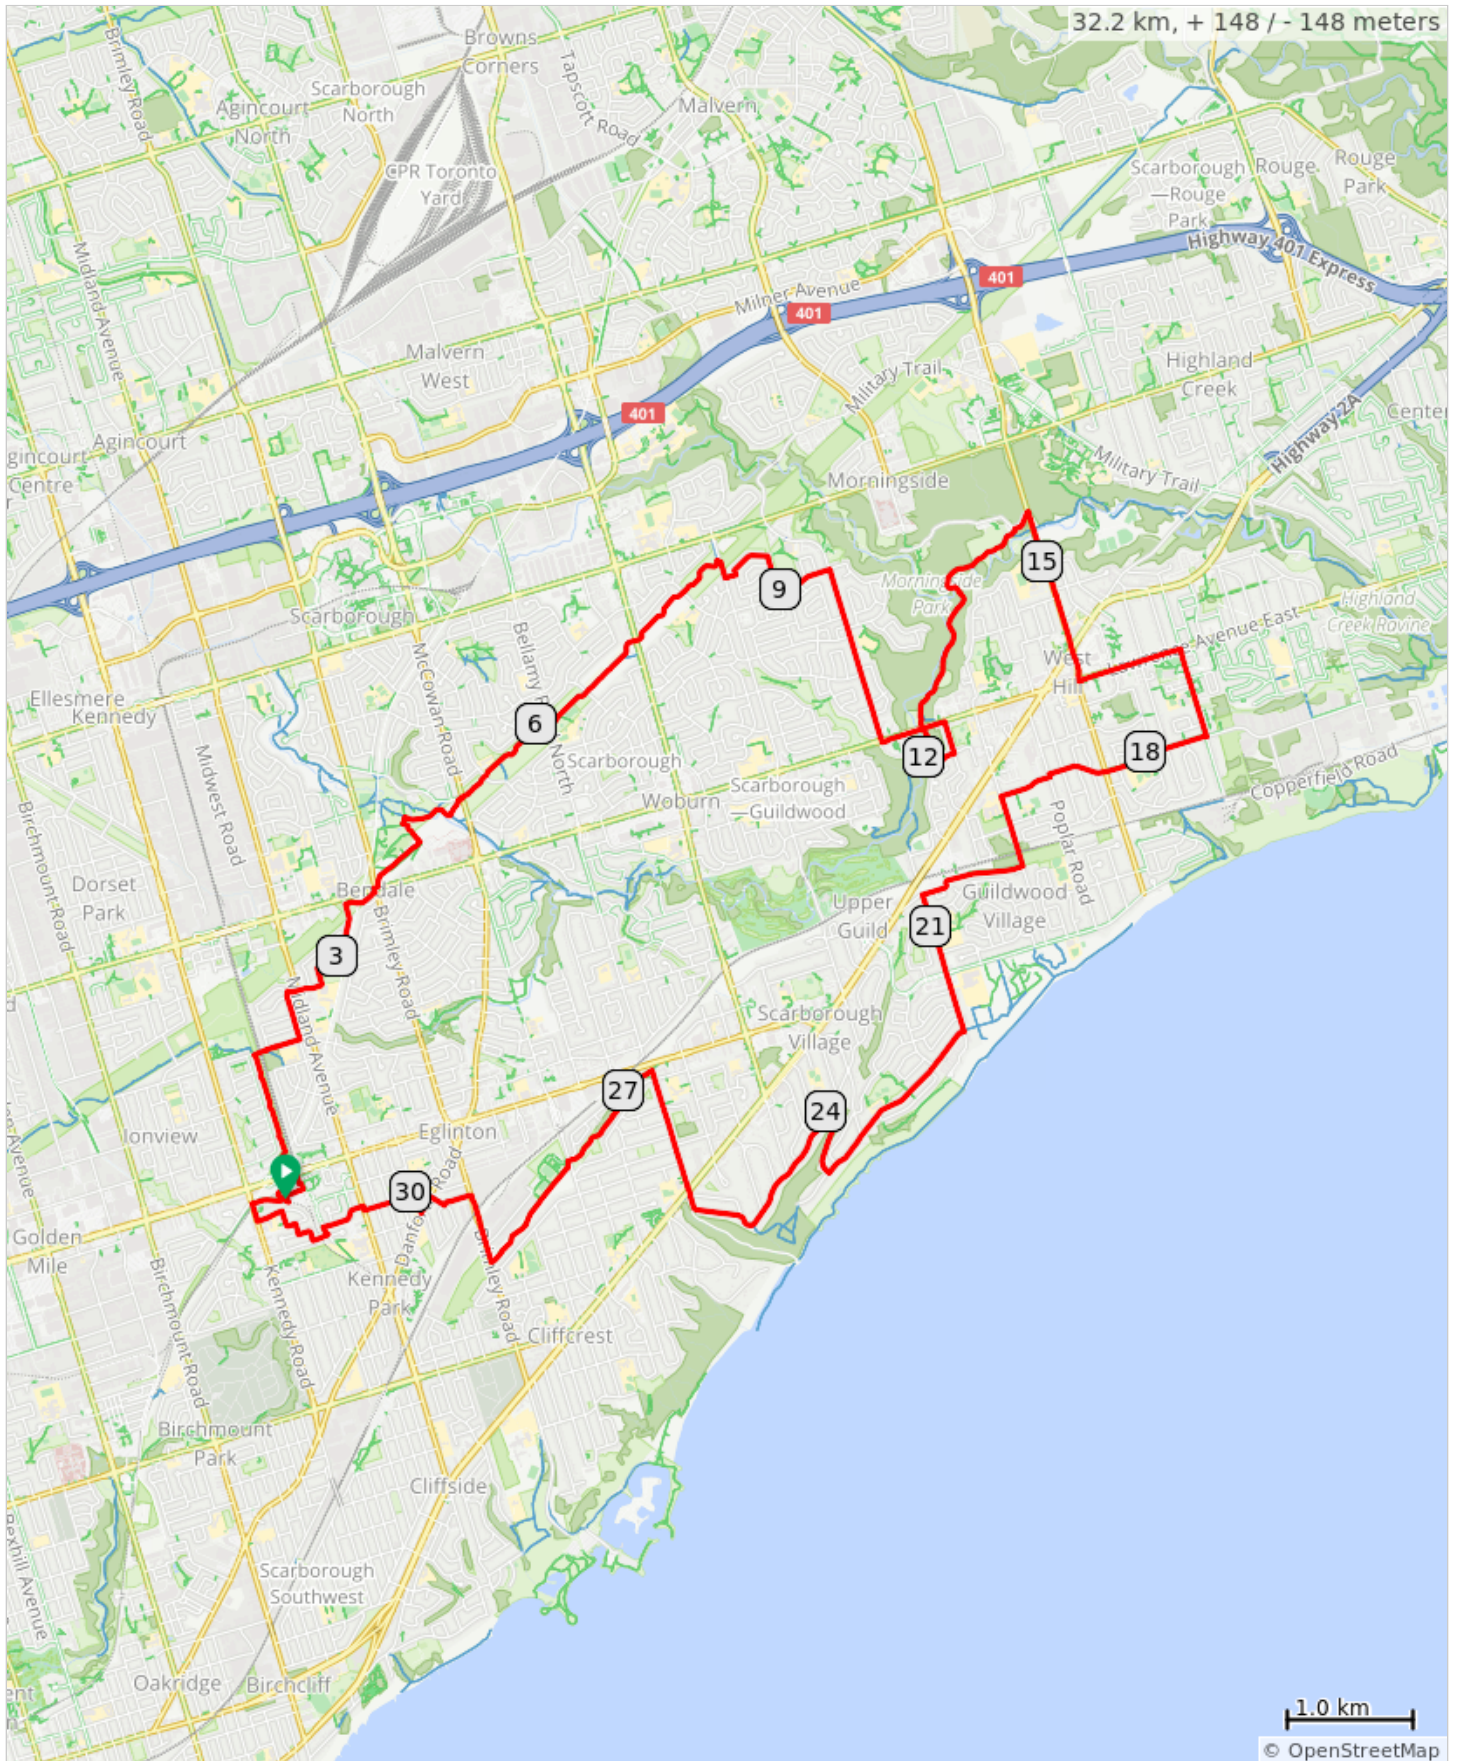 32.2 km, + 148 / - 148 meters
Browns
Corners
Brimley Road
Tapscott Road
Scarborough
North
Agincourt
North
Malvern
CPR Toronto
Yard
Scarborough
—Rouge
Park
Rouge
Rouge
Park
Highway 401 Express
Midland Avenue
401
Milner Avenue
401
Malvern
West
Military Trail
Highland
Creek
401
Highway 2A
Agincourt
Centre
Morningside
Military Trail
15
Morningside
Park
9
Scarborough
Highland
Creek Ravine
Bellamy
North
McCowan Road
West
Hill
Lawrence Avenue East
Ellesmere
Kennedy
6
Midwest Road
Scarborough
12
18
Copperfield Road
Scarborough
—Guildwood
Woburn
Birchmount Road
Poplar Road
Dorset
Park
Bendale
Brimley Road
Upper
Guild
Guildwood
Village
21
3
Midland Avenue
Scarborough
Village
27
24
Ionview
Eglinton
30
Golden
Mile
Brimley Road
Birchmount Road
Kennedy Road
Kennedy
Park
Cliffcrest
Birchmount
Park
Cliffside
Scarborough
Southwest
Oakridge
Birchcliff
1.0 km
© OpenStreetMap